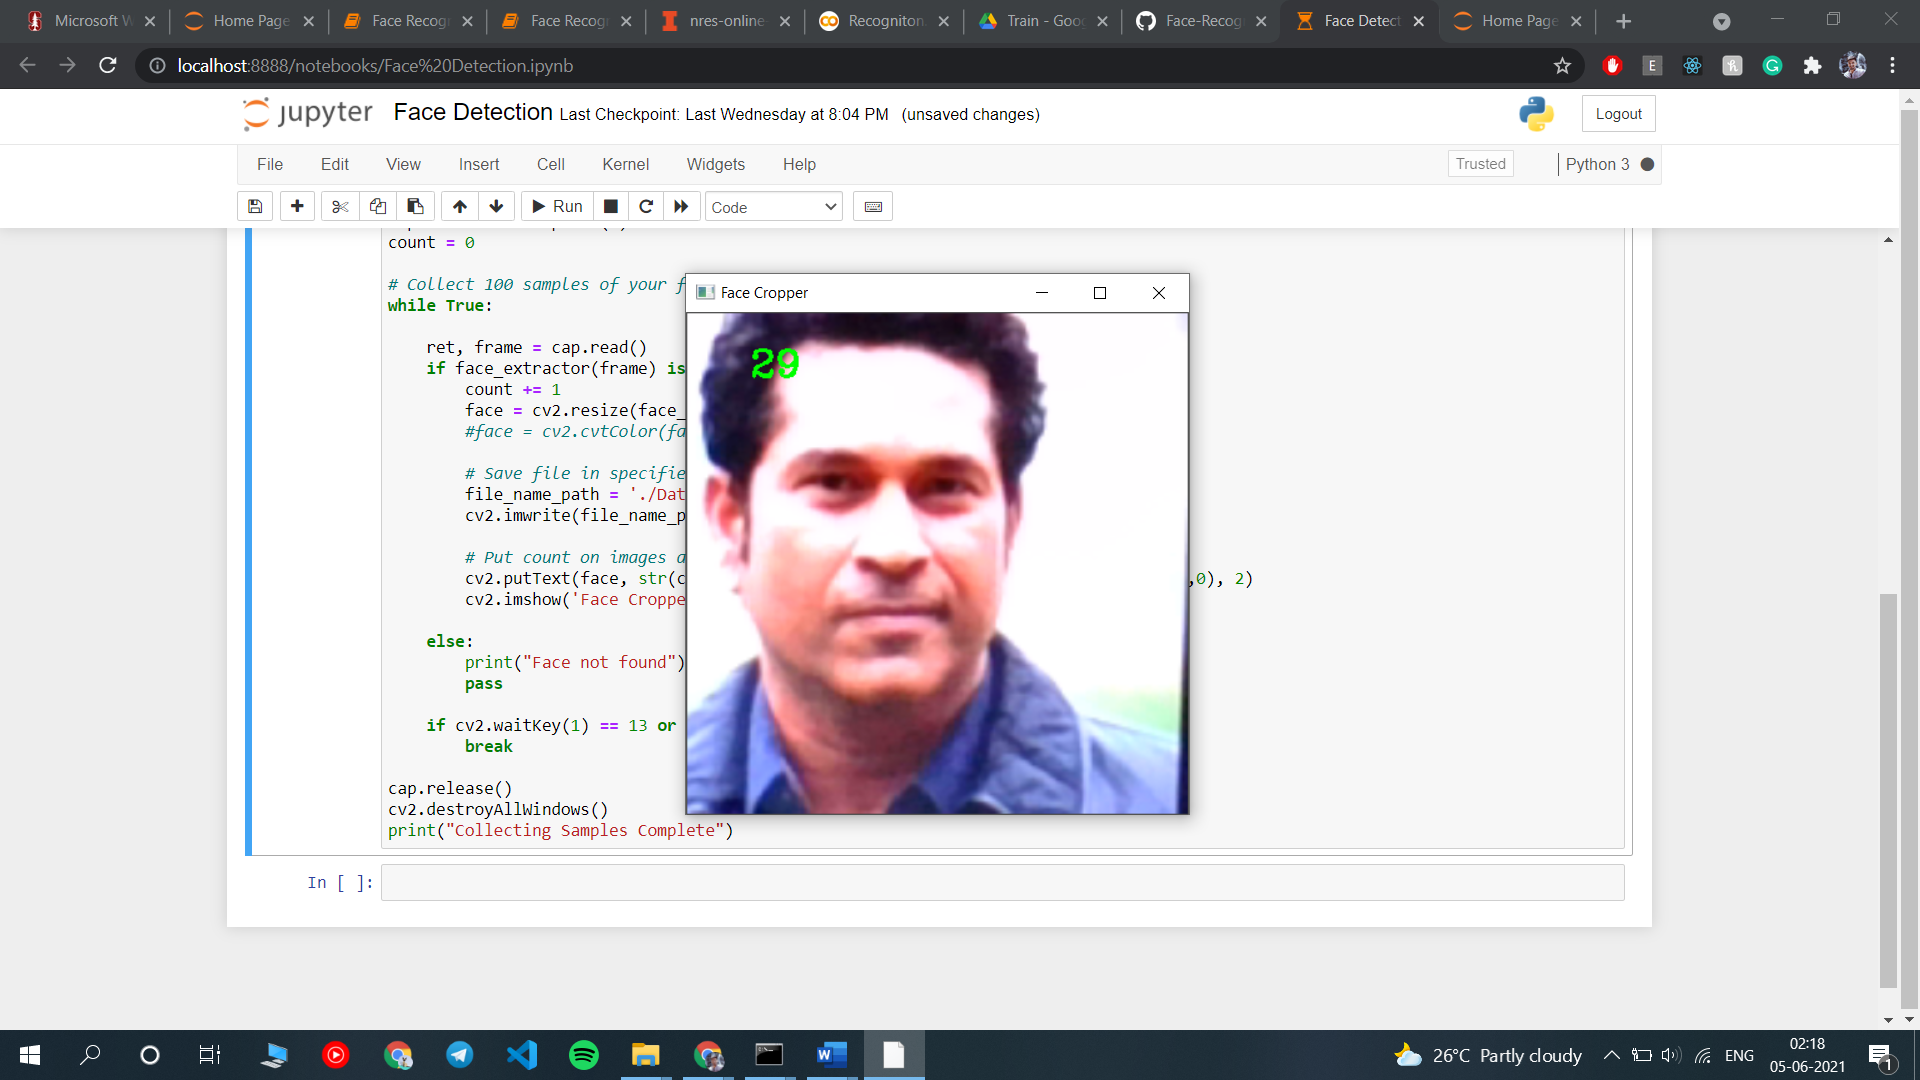 Microsoft W
Home Page
Face Recogn
Face Recogn
nres-online-
Recogniton.
Train - Goo
Face-Recog
Face Detect
Home Page
localhost:8888/notebooks/Face%20Detection.ipynb
jupyter Face Detection Last Checkpoint: Last Wednesday at 8:04 PM (unsaved changes)
Logout
File Edit View Insert Cell Kernel Widgets Help
Trusted
Python 3
Run
Code
count = 0
# Collect 100 samples of your f
while True:
ret, frame = cap.read()
if face_extractor(frame) is
count += 1
face = cv2.resize(face_
#face = cv2.cvtColor(fa
# Save file in specifie
file_name_path = './Dat
cv2.imwrite(file_name_p
# Put count on images a
cv2.putText(face, str(c ,0), 2)
cv2.imshow('Face Croppe
else:
print("Face not found")
pass
if cv2.waitKey(1) == 13 or
break
cap.release()
cv2.destroyAllWindows()
print("Collecting Samples Complete")
Face Cropper
29
In [ ]:
26°C Partly cloudy
ENG
02:18
05-06-2021
1